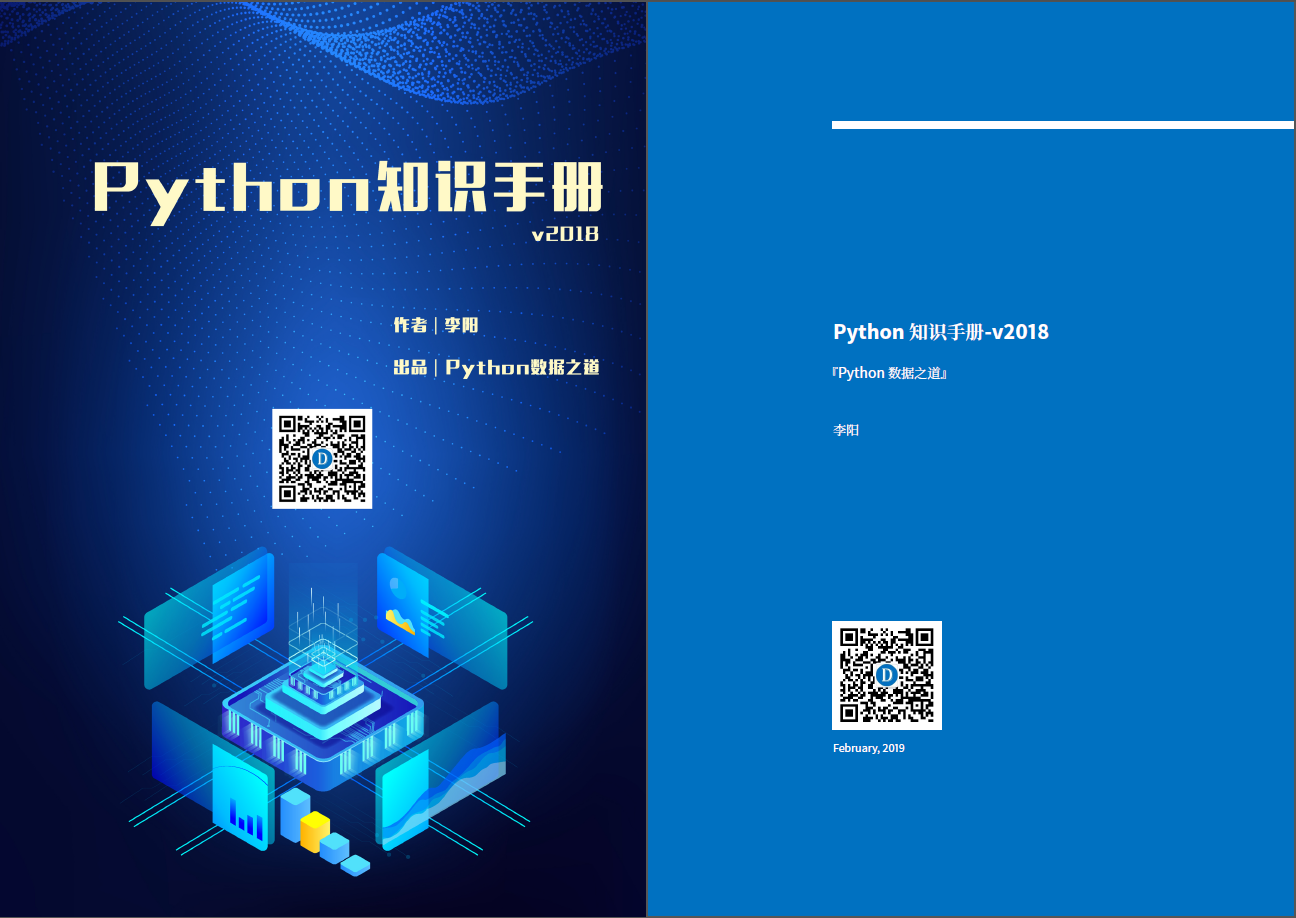 Python知识手册
v2018
作者 | 李阳
出品 | Python数据之道
D
Python 知识手册-v2018
『Python 数据之道』
李阳
D
February, 2019